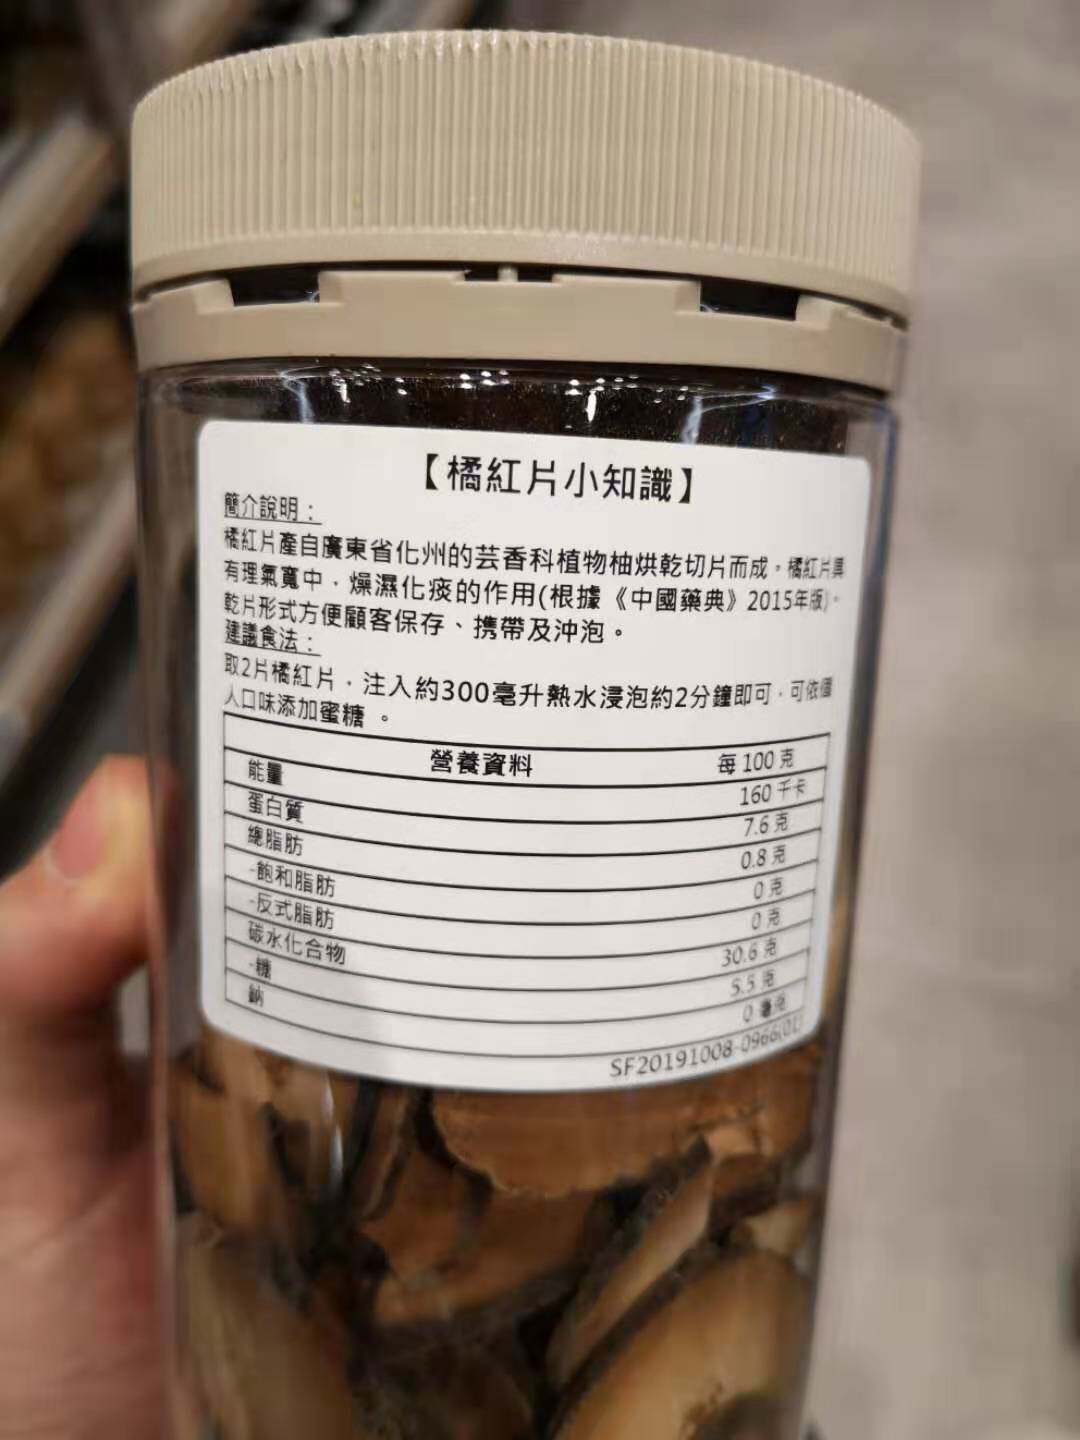 【橘紅片小知識】
簡介說明：
橘紅片產自廣東省化州的芸香科植物柚烘乾切片而成。橘紅片具
有理氣寬中，燥濕化痰的作用(根據《中國藥典》2015年版)。
乾片形式方便顧客保存、携帶及沖泡。
建議食法：
取2片橘紅片，注入約300毫升熱水浸泡約2分鐘即可，可依個
人口味添加蜜糖 。
營養資料 每 100 克
能量 160 千卡
蛋白質 7.6 克
總脂肪 0.8 克
-飽和脂肪 0 克
-反式脂肪 0 克
碳水化合物 30.6 克
-糖 5.5 克
鈉 0 毫克
SF20191008-0966(01)